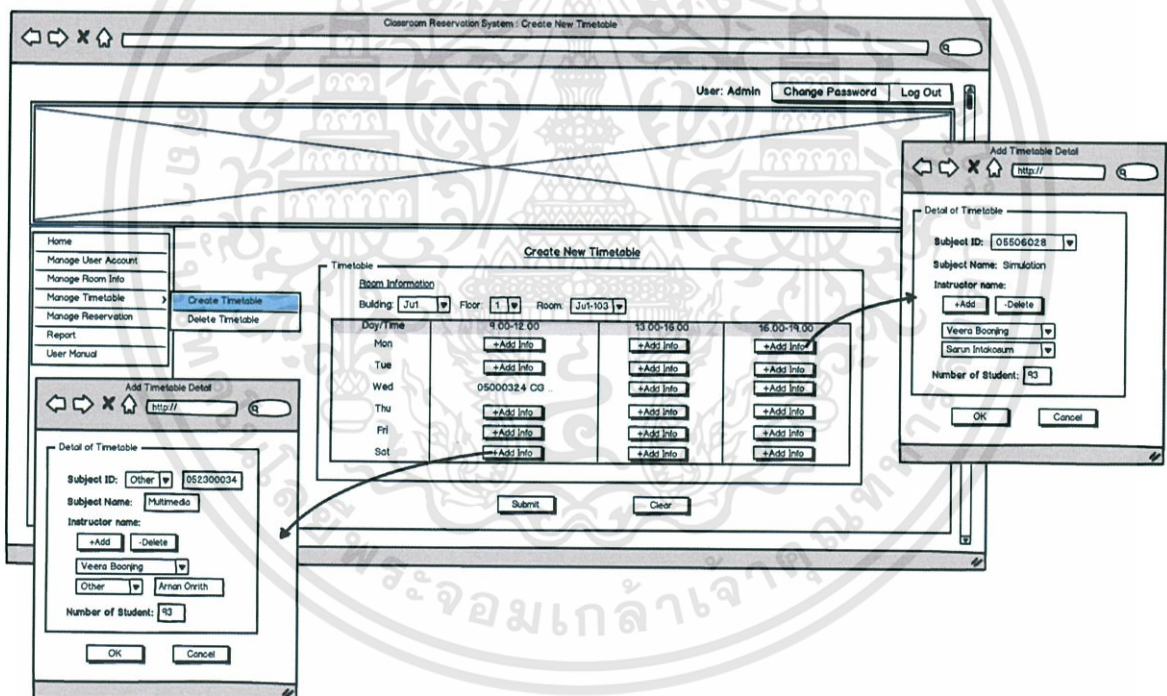 Classroom Reservation System : Create New Timetable
User: Admin Change Password Log Out
Home
Manage User Account
Manage Room Info
Manage Timetable >
Manage Reservation
Report
User Manual
Create Timetable
Delete Timetable
Create New Timetable
Timetable
Room Information
Building: Ju1 Floor: 1 Room: Ju1-103
Day/Time 9.00-12.00 13.00-16.00 16.00-19.00
Mon +Add Info +Add Info +Add Info
Tue +Add Info +Add Info +Add Info
Wed 05000324 CG .. +Add Info +Add Info
Thu +Add Info +Add Info +Add Info
Fri +Add Info +Add Info +Add Info
Sat +Add Info +Add Info +Add Info
Submit Clear
Add Timetable Detal
http://
Detal of Timetable
Subject ID: 05506028
Subject Name: Simulation
Instructor name:
+Add -Delete
Veera Boonjing
Sarun Intakosum
Number of Student: 93
OK Cancel
Add Timetable Detal
http://
Detal of Timetable
Subject ID: Other 052300034
Subject Name: Multimedia
Instructor name:
+Add -Delete
Veera Boonjing
Other Arnan Onrith
Number of Student: 93
OK Cancel